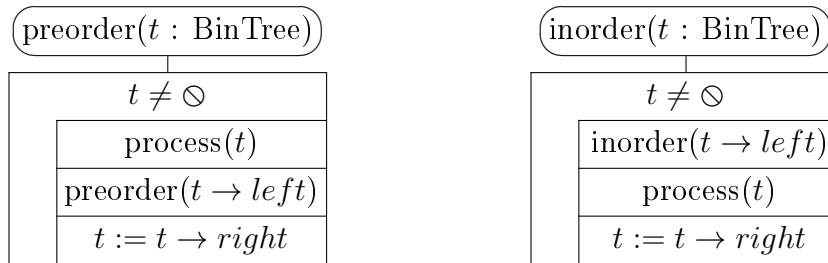 preorder(t : BinTree)
t ≠ ⦸
process(t)
preorder(t → left)
t := t → right
inorder(t : BinTree)
t ≠ ⦸
inorder(t → left)
process(t)
t := t → right